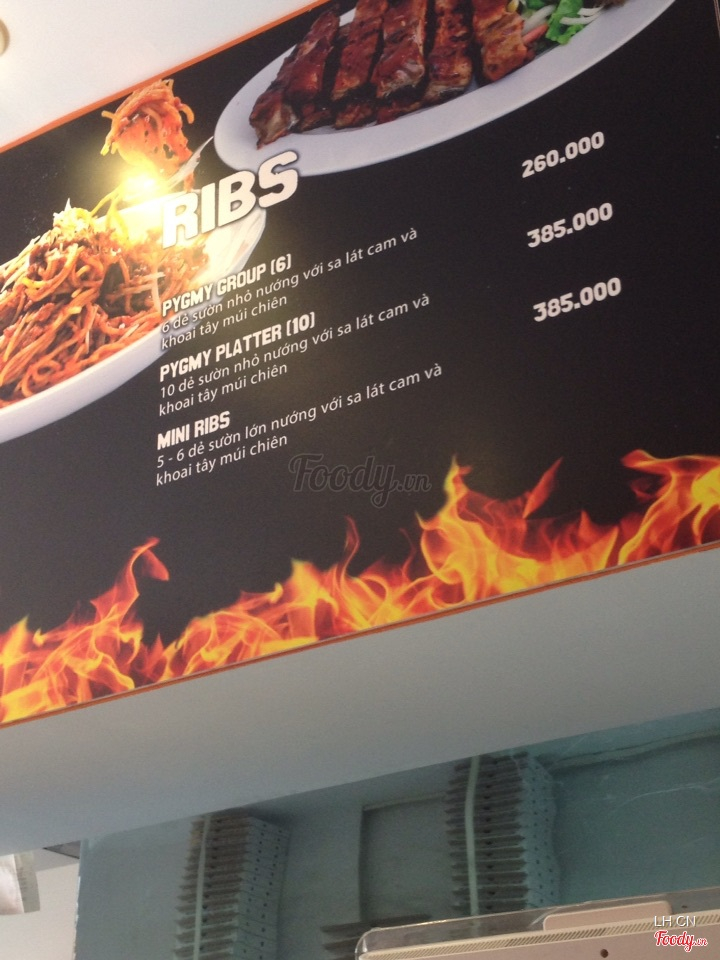 RIBS
PYGMY GROUP (6)
260.000
6 dẻ sườn nhỏ nướng với sa lát cam và
khoai tây múi chiên
PYGMY PLATTER (10)
385.000
10 dẻ sườn nhỏ nướng với sa lát cam và
khoai tây múi chiên
MINI RIBS
385.000
5 - 6 dẻ sườn lớn nướng với sa lát cam và
khoai tây múi chiên
Foody.vn
LH CN
Foody.vn